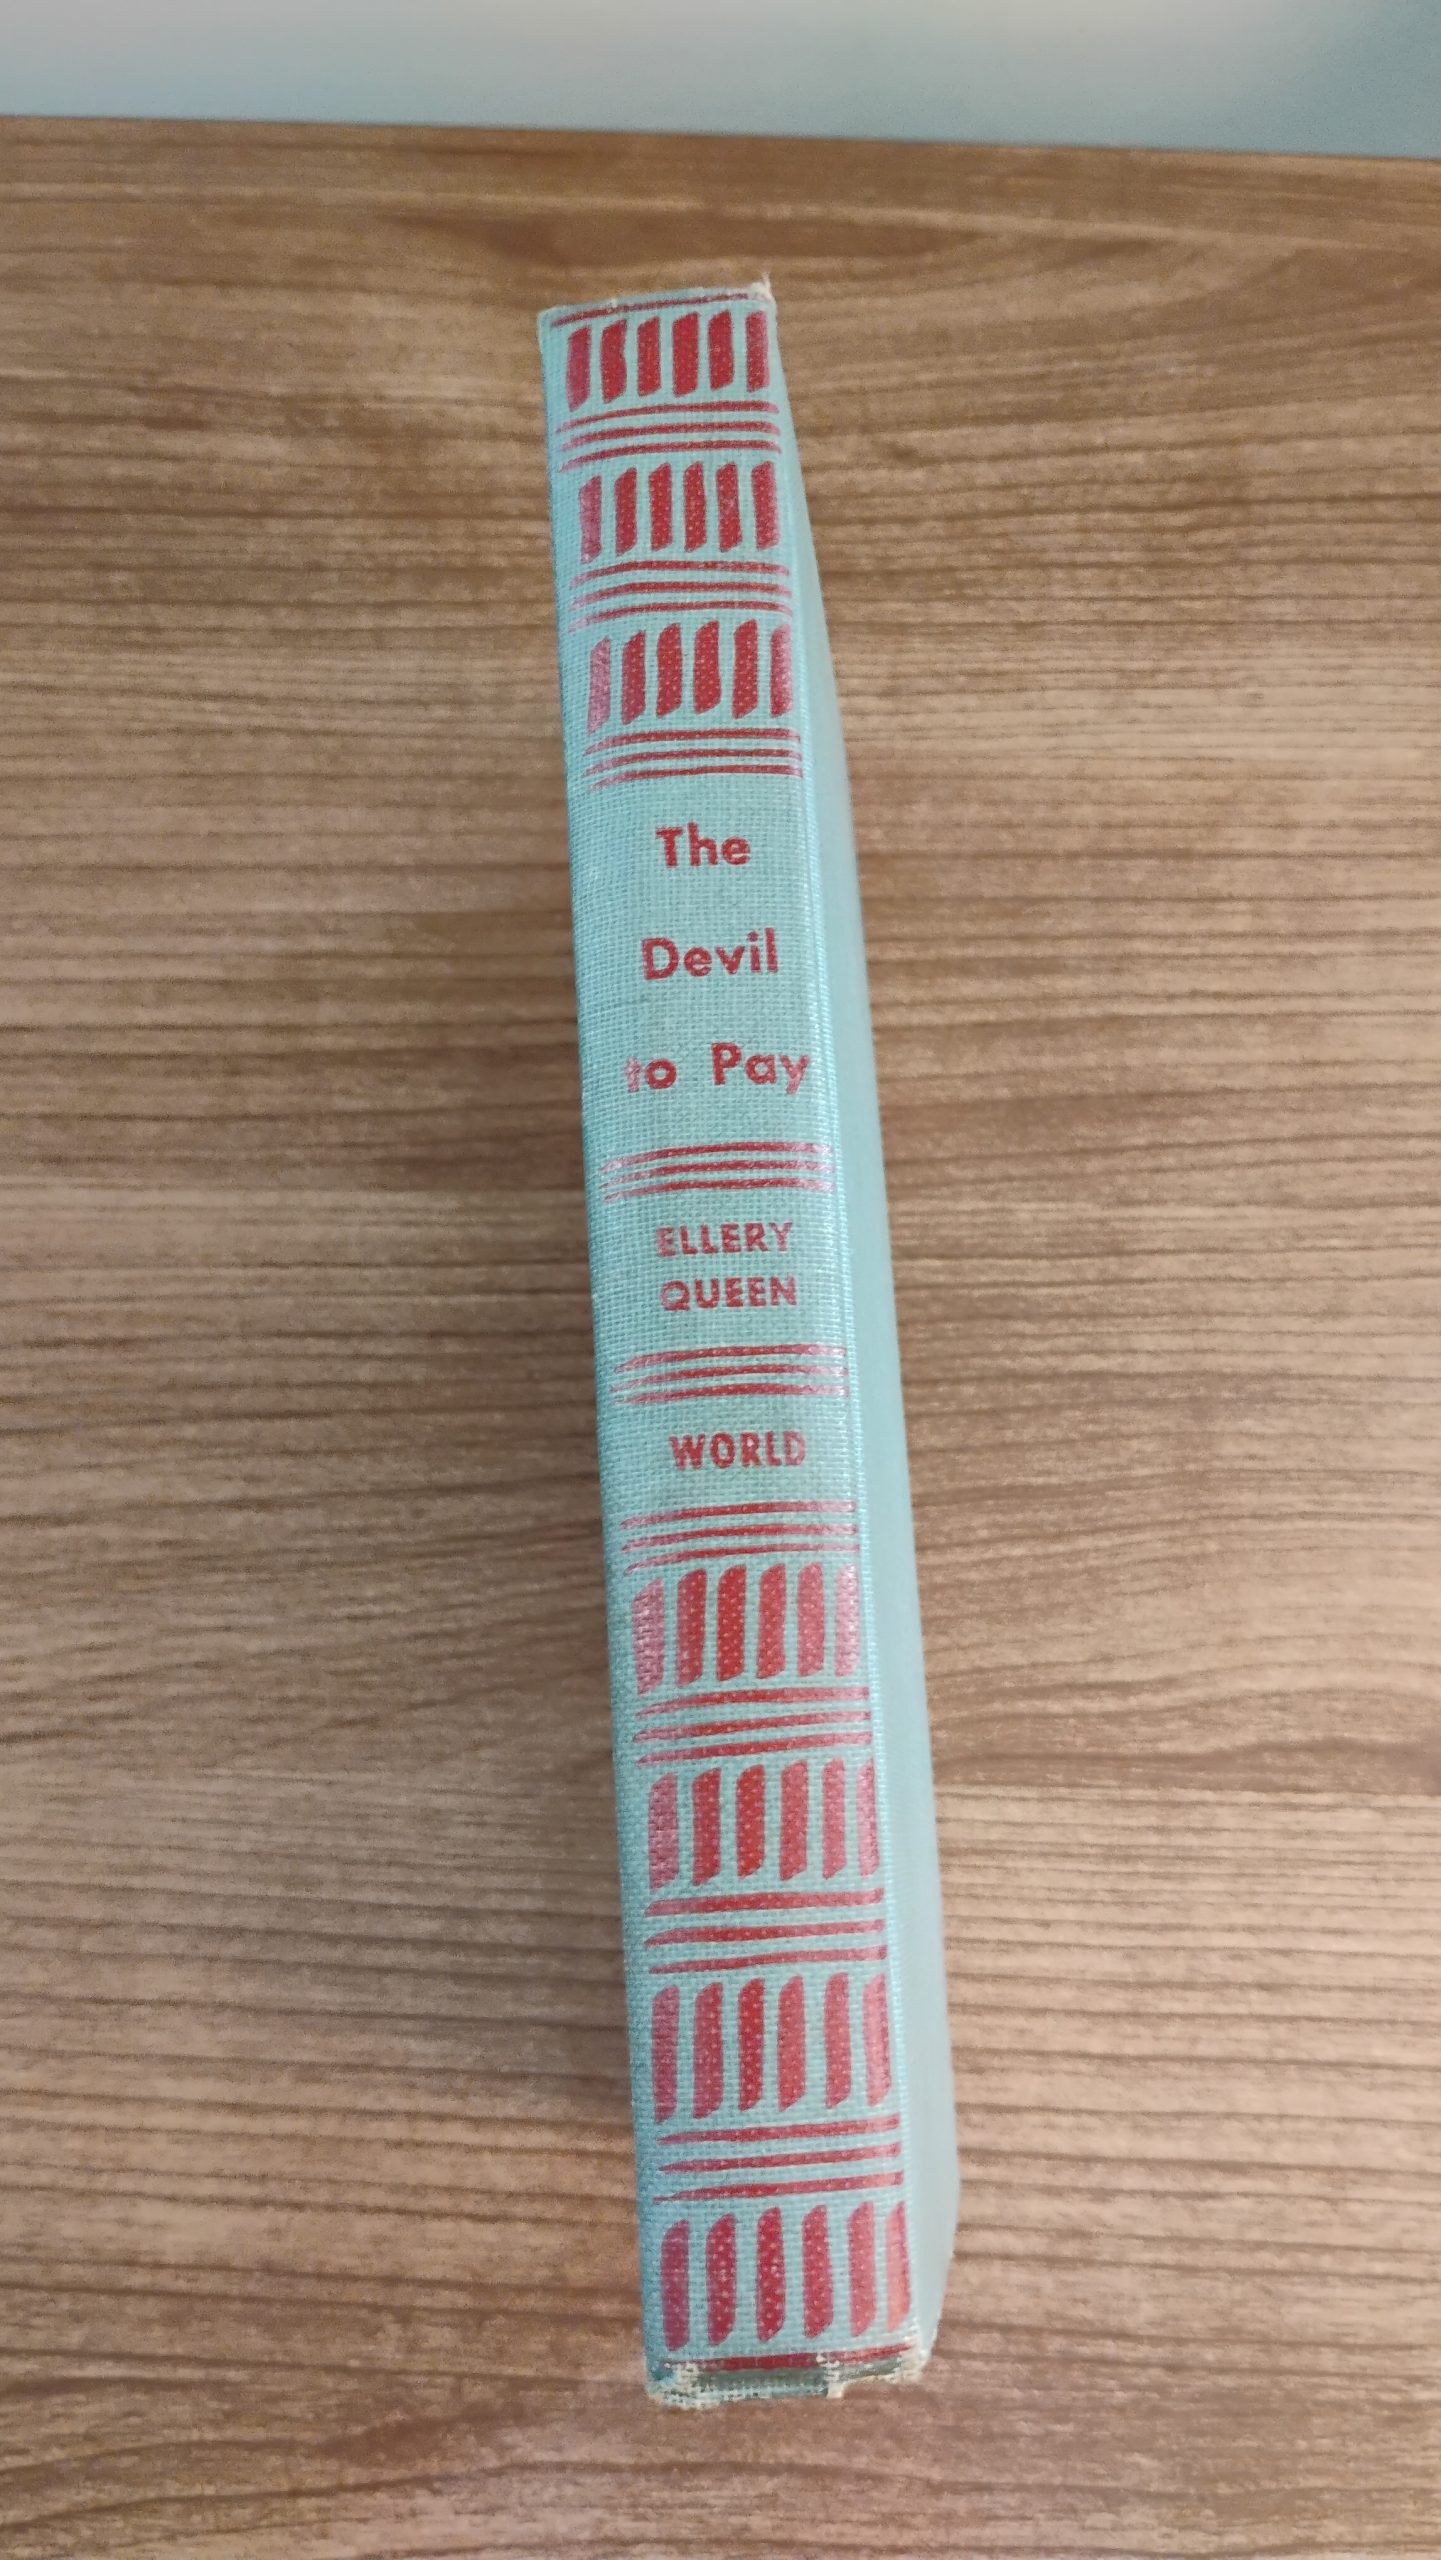 The
Devil
to Pay
ELLERY
QUEEN
WORLD